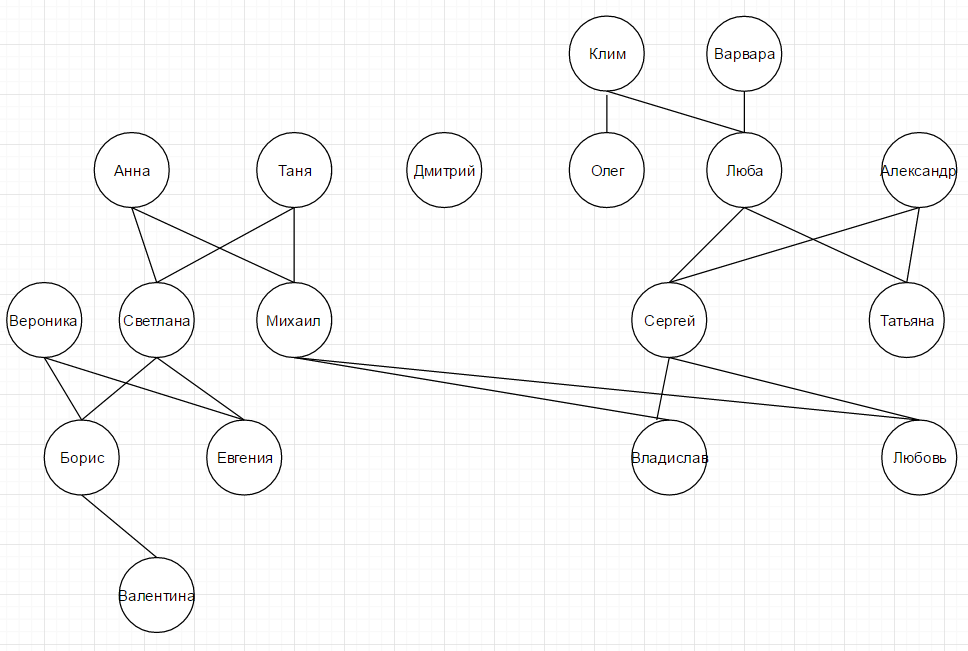 Клим
Варвара
Анна
Таня
Дмитрий
Олег
Люба
Александр
Вероника
Светлана
Михаил
Сергей
Татьяна
Борис
Евгения
Владислав
Любовь
Валентина